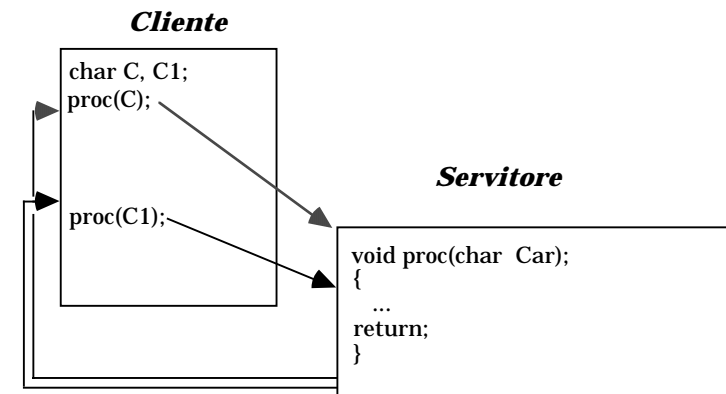 Cliente
char C, C1;
proc(C);
proc(C1);
Servitore
void proc(char Car);
{
...
return;
}